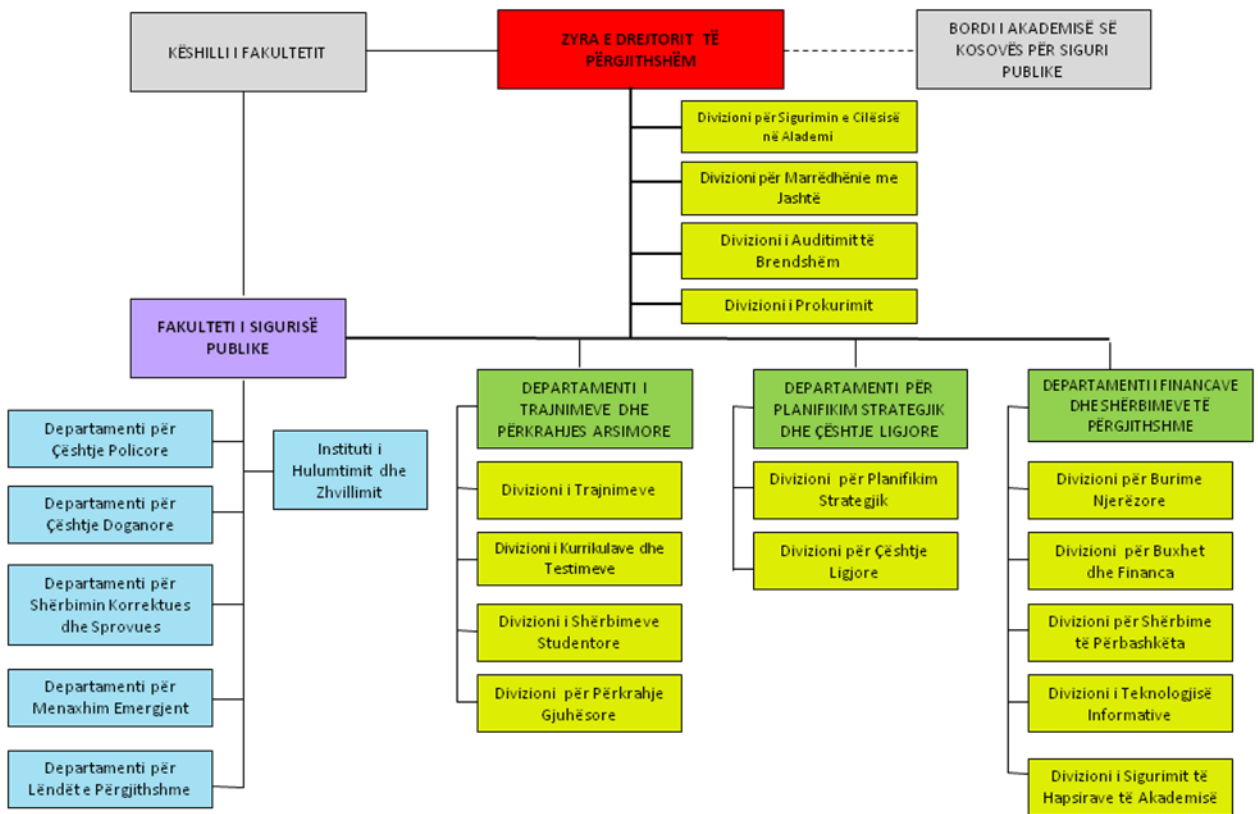 KËSHILLI I FAKULTETIT
ZYRA E DREJTORIT TË
PËRGJITHSHËM
BORDI I AKADEMISË SË
KOSOVËS PËR SIGURI
PUBLIKE
Divizioni për Sigurimin e Cilësisë
në Alademi
Divizioni për Marrëdhënie me
Jashtë
Divizioni i Auditimit të
Brendshëm
Divizioni i Prokurimit
FAKULTETI I SIGURISË
PUBLIKE
Departamenti për
Çështje Policore
Departamenti për
Çështje Doganore
Departamenti për
Shërbimin Korrektues
dhe Sprovues
Departamenti për
Menaxhim Emergjent
Departamenti për
Lëndët e Përgjithshme
Instituti i
Hulumtimit dhe
Zhvillimit
DEPARTAMENTI I
TRAJNIMEVE DHE
PËRKRAHJES ARSIMORE
Divizioni i Trajnimeve
Divizioni i Kurrikulave dhe
Testimeve
Divizioni i Shërbimeve
Studentore
Divizioni për Përkrahje
Gjuhësore
DEPARTAMENTI PËR
PLANIFIKIM STRATEGJIK
DHE ÇËSHTJE LIGJORE
Divizioni për Planifikim
Strategjik
Divizioni për Çështje
Ligjore
DEPARTAMENTI I FINANCAVE
DHE SHËRBIMEVE TË
PËRGJITHSHME
Divizioni për Burime
Njerëzore
Divizioni për Buxhet
dhe Financa
Divizioni për Shërbime
të Përbashkëta
Divizioni i Teknologjisë
Informative
Divizioni i Sigurimit të
Hapsirave të Akademisë